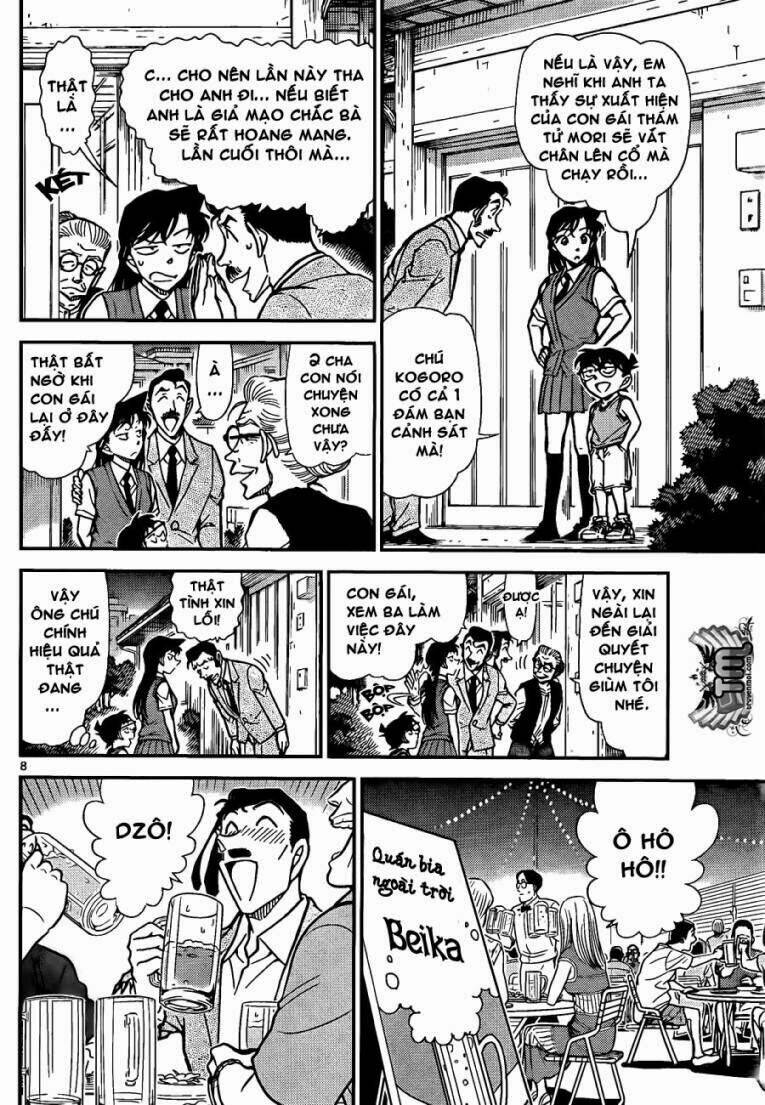 NẾU LÀ VẬY, EM
NGHĨ KHI ANH TA
THẤY SỰ XUẤT HIỆN
CỦA CON GÁI THÁM
TỬ MORI SẼ VẮT
CHÂN LÊN CỔ MÀ
CHẠY RỒI...
CHÚ
KOGORO
CÓ CẢ 1
ĐÁM BẠN
CẢNH SÁT
MÀ!
C... CHO NÊN LẦN NÀY THA
CHO ANH ĐI... NẾU BIẾT
ANH LÀ GIẢ MẠO CHẮC BÀ
SẼ RẤT HOANG MANG.
LẦN CUỐI THÔI MÀ...
THẬT
LÀ
...
KÉT
2 CHA
CON NÓI
CHUYỆN
XONG
CHƯA
VẬY?
À
...
THẬT BẤT
NGỜ KHI
CON GÁI
LẠI Ở ĐÂY
ĐẤY!
VẬY, XIN
NGÀI LẠI
ĐẾN GIẢI
QUYẾT
CHUYỆN
GIÙM TÔI
NHÉ.
ĐƯỢC
Ạ!
CON GÁI,
XEM BA LÀM
VIỆC ĐÂY
NÀY!
BỘP
BỘP
THẬT
TÌNH XIN
LỖI!
VẬY
ÔNG CHÚ
CHÍNH
HIỆU QUẢ
THẬT
ĐANG
...
8
TM
truyenmoi.com
Ô HÔ
HÔ!!
Quán bia
ngoài trời
Beika
DZÔ!